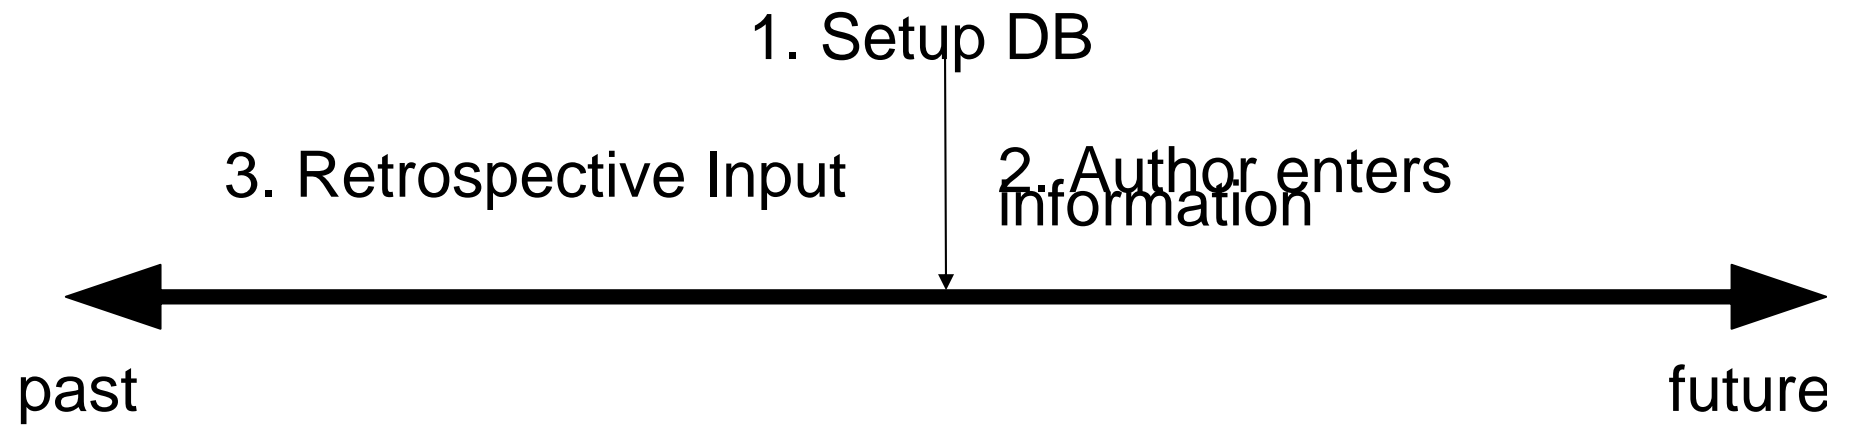 1. Setup DB
3. Retrospective Input
2. Author enters
information
past
future